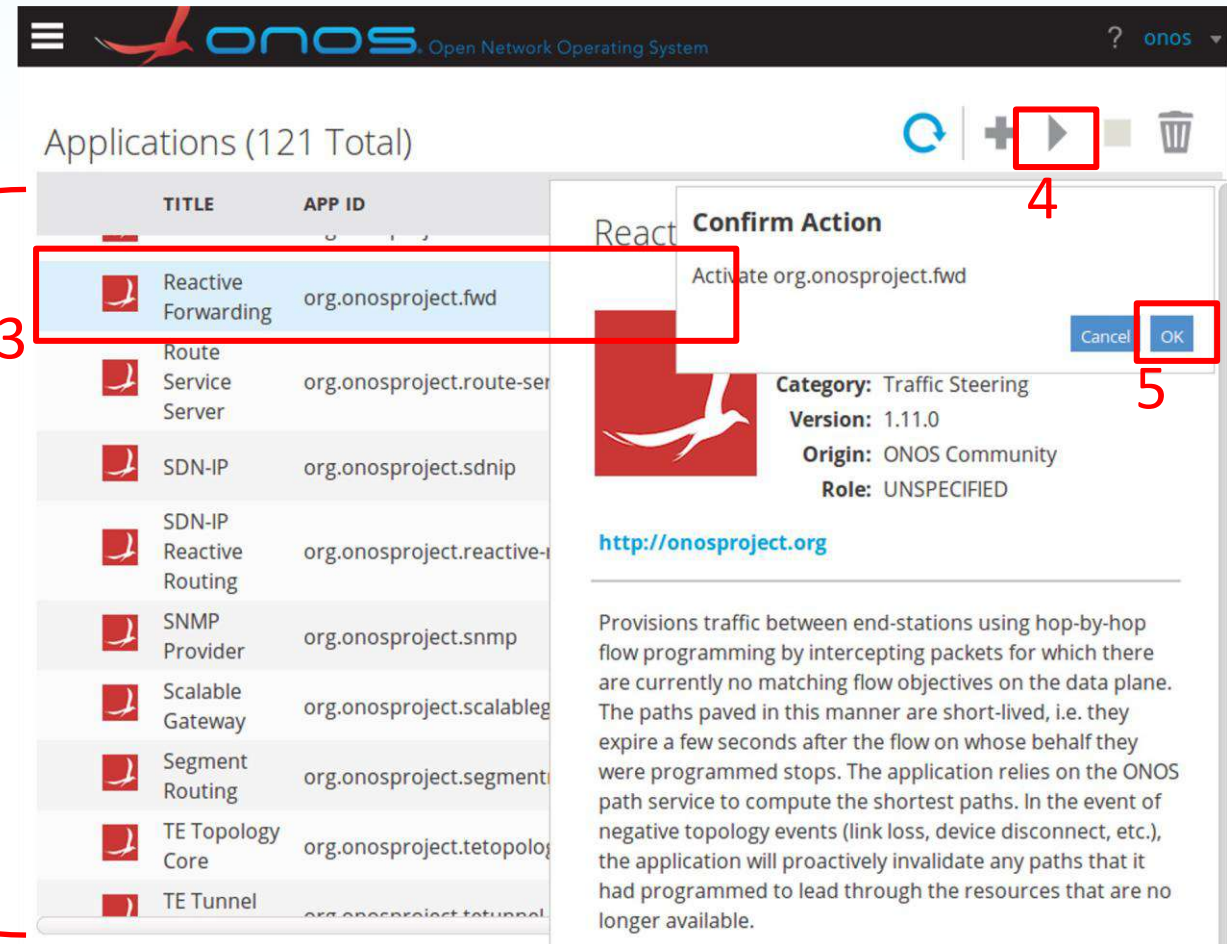 onos. Open Network Operating System
? onos
Applications (121 Total)
4
TITLE APP ID
3
Reactive
Forwarding
org.onosproject.fwd
Route
Service
Server
org.onosproject.route-ser
SDN-IP
org.onosproject.sdnip
SDN-IP
Reactive
Routing
org.onosproject.reactive-r
SNMP
Provider
org.onosproject.snmp
Scalable
Gateway
org.onosproject.scalableg
Segment
Routing
org.onosproject.segmentr
TE Topology
Core
org.onosproject.tetopolog
TE Tunnel
org.onosproject.tetunnel
React
Confirm Action
Activate org.onosproject.fwd
Cancel OK
5
Category: Traffic Steering
Version: 1.11.0
Origin: ONOS Community
Role: UNSPECIFIED
http://onosproject.org
Provisions traffic between end-stations using hop-by-hop
flow programming by intercepting packets for which there
are currently no matching flow objectives on the data plane.
The paths paved in this manner are short-lived, i.e. they
expire a few seconds after the flow on whose behalf they
were programmed stops. The application relies on the ONOS
path service to compute the shortest paths. In the event of
negative topology events (link loss, device disconnect, etc.),
the application will proactively invalidate any paths that it
had programmed to lead through the resources that are no
longer available.